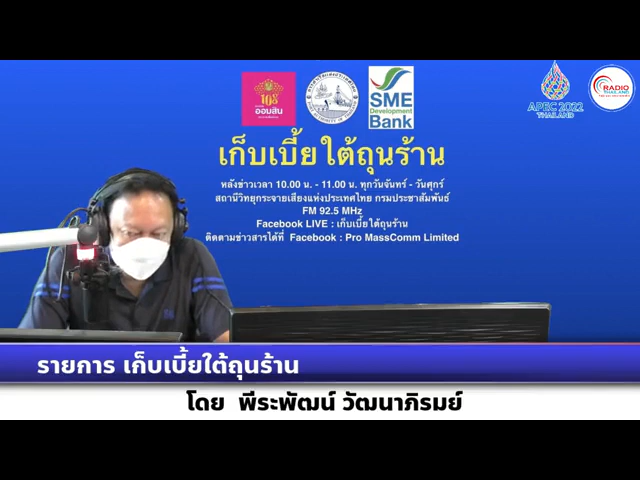 108
ออมสิน
SME
Development
Bank
APEC 2022
THAILAND
RADIO
THAILAND
เก็บเบี้ยใต้ถุนร้าน
หลังข่าวเวลา 10.00 น. - 11.00 น. ทุกวันจันทร์ - วันศุกร์
สถานีวิทยุกระจายเสียงแห่งประเทศไทย กรมประชาสัมพันธ์
FM 92.5 MHz
Facebook LIVE : เก็บเบี้ยใต้ถุนร้าน
ติดตามข่าวสารได้ที่ Facebook : Pro MassComm Limited
รายการ เก็บเบี้ยใต้ถุนร้าน
โดย พีระพัฒน์ วัฒนาภิรมย์